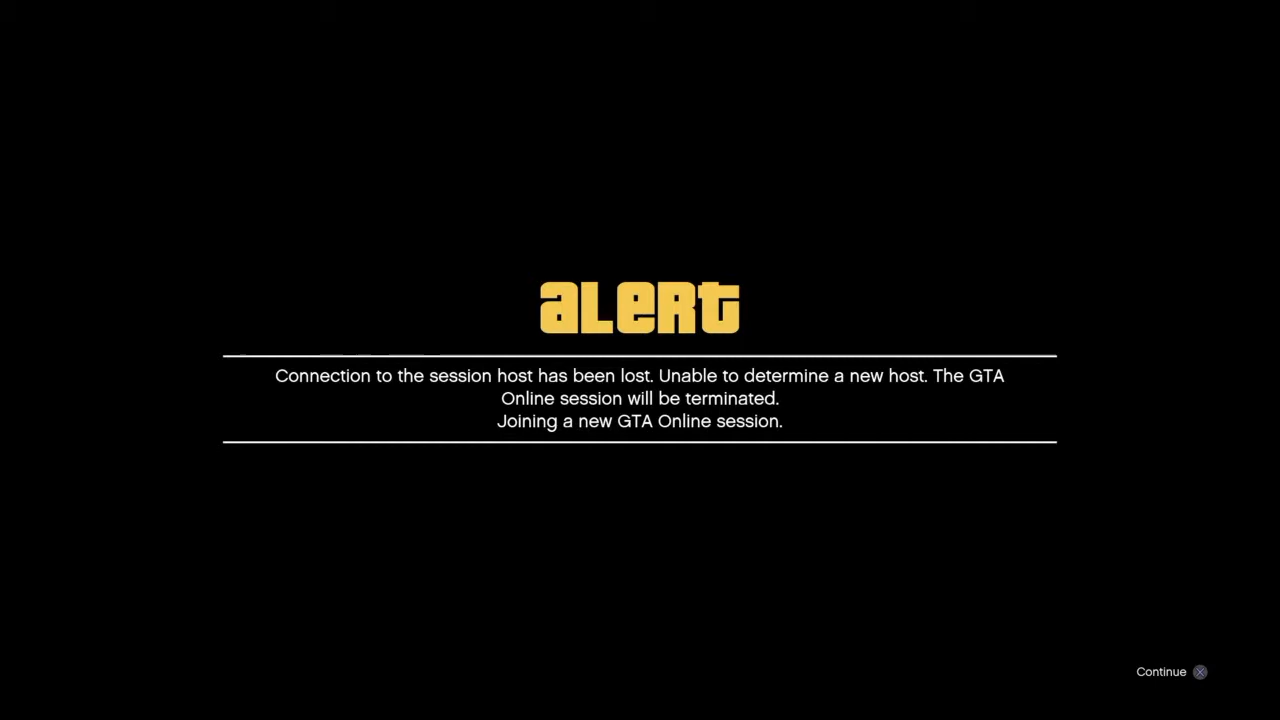 aLeRt
Connection to the session host has been lost. Unable to determine a new host. The GTA
Online session will be terminated.
Joining a new GTA Online session.
Continue